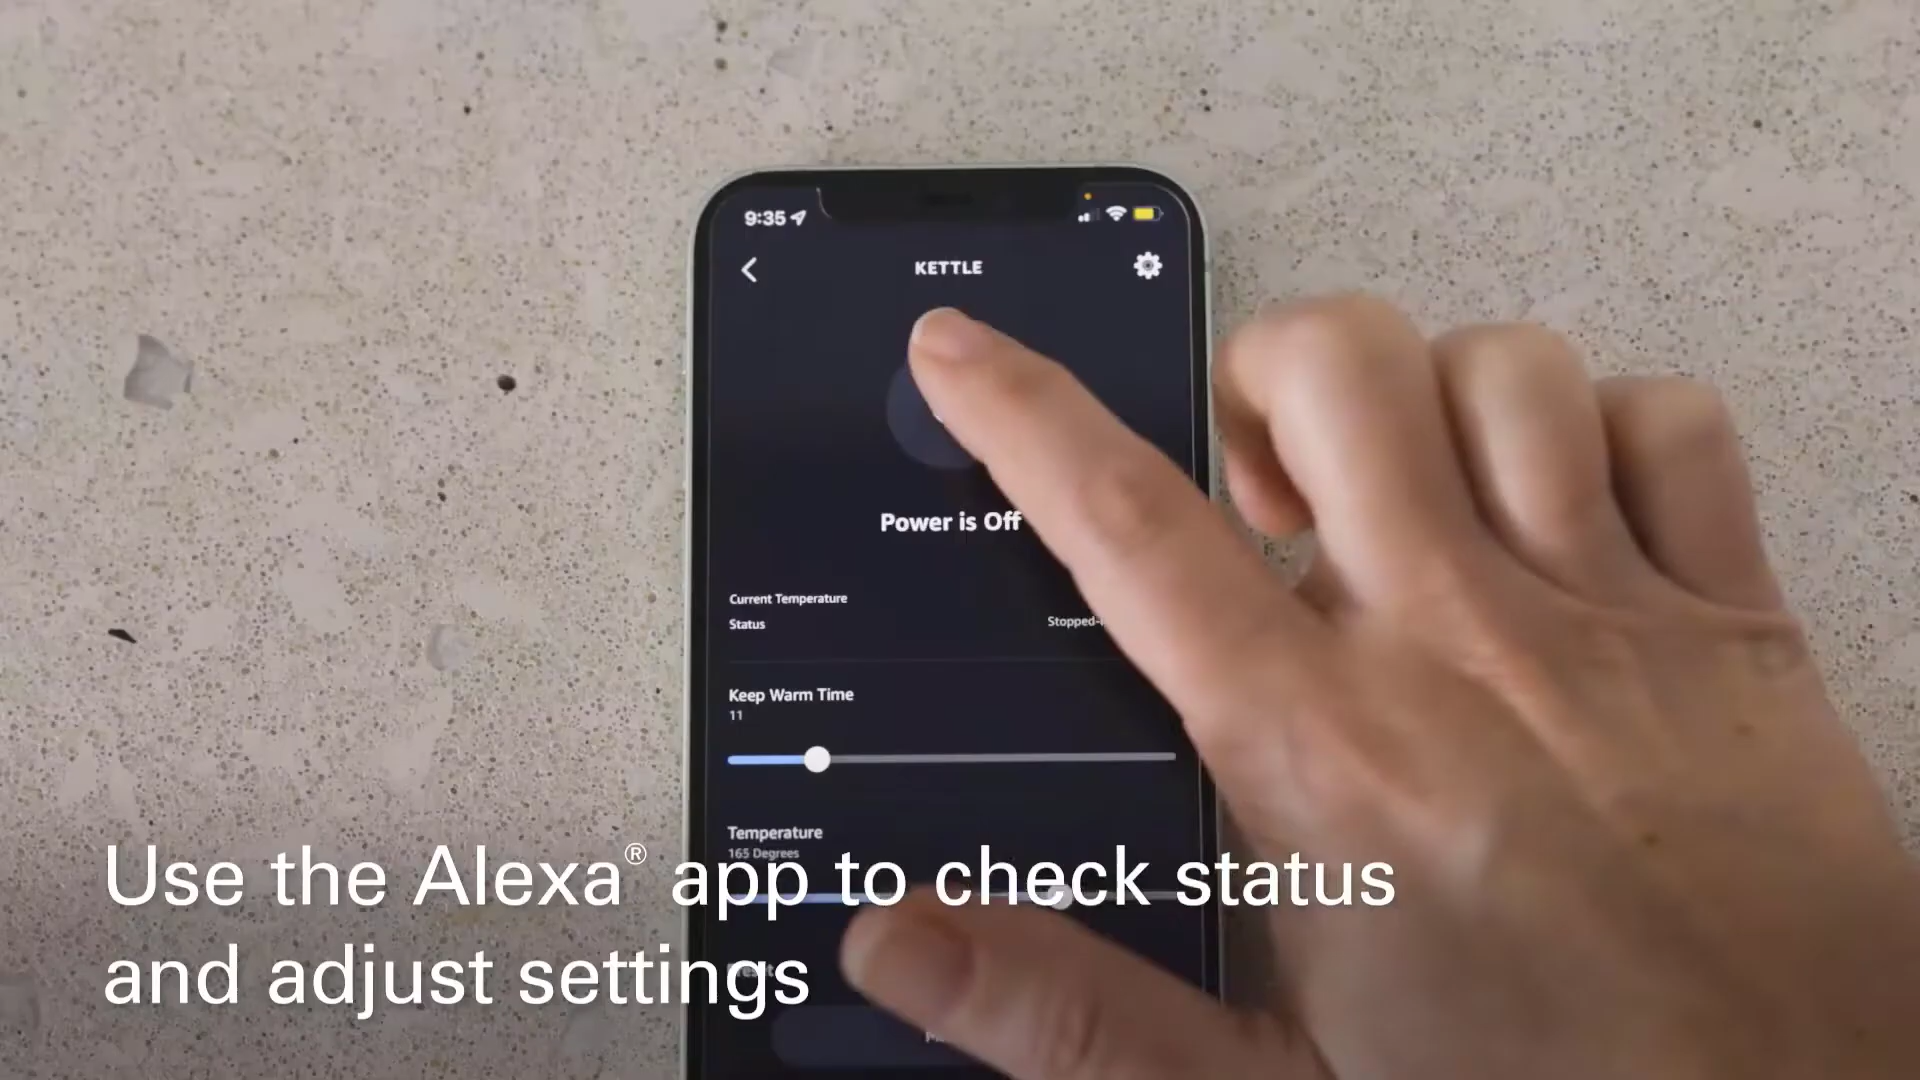 9:35
KETTLE
Power is Off
Current Temperature
Status
Keep Warm Time
11
Temperature
165 Degrees
Use the Alexa® app to check status
and adjust settings